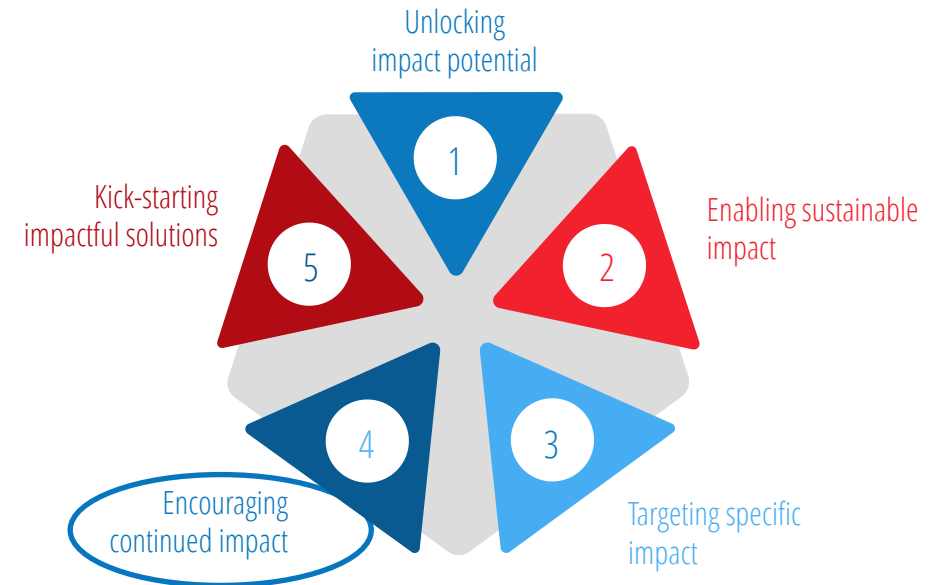 Unlocking
impact potential
1
Kick-starting
impactful solutions
5
2
Enabling sustainable
impact
4
3
Encouraging
continued impact
Targeting specific
impact